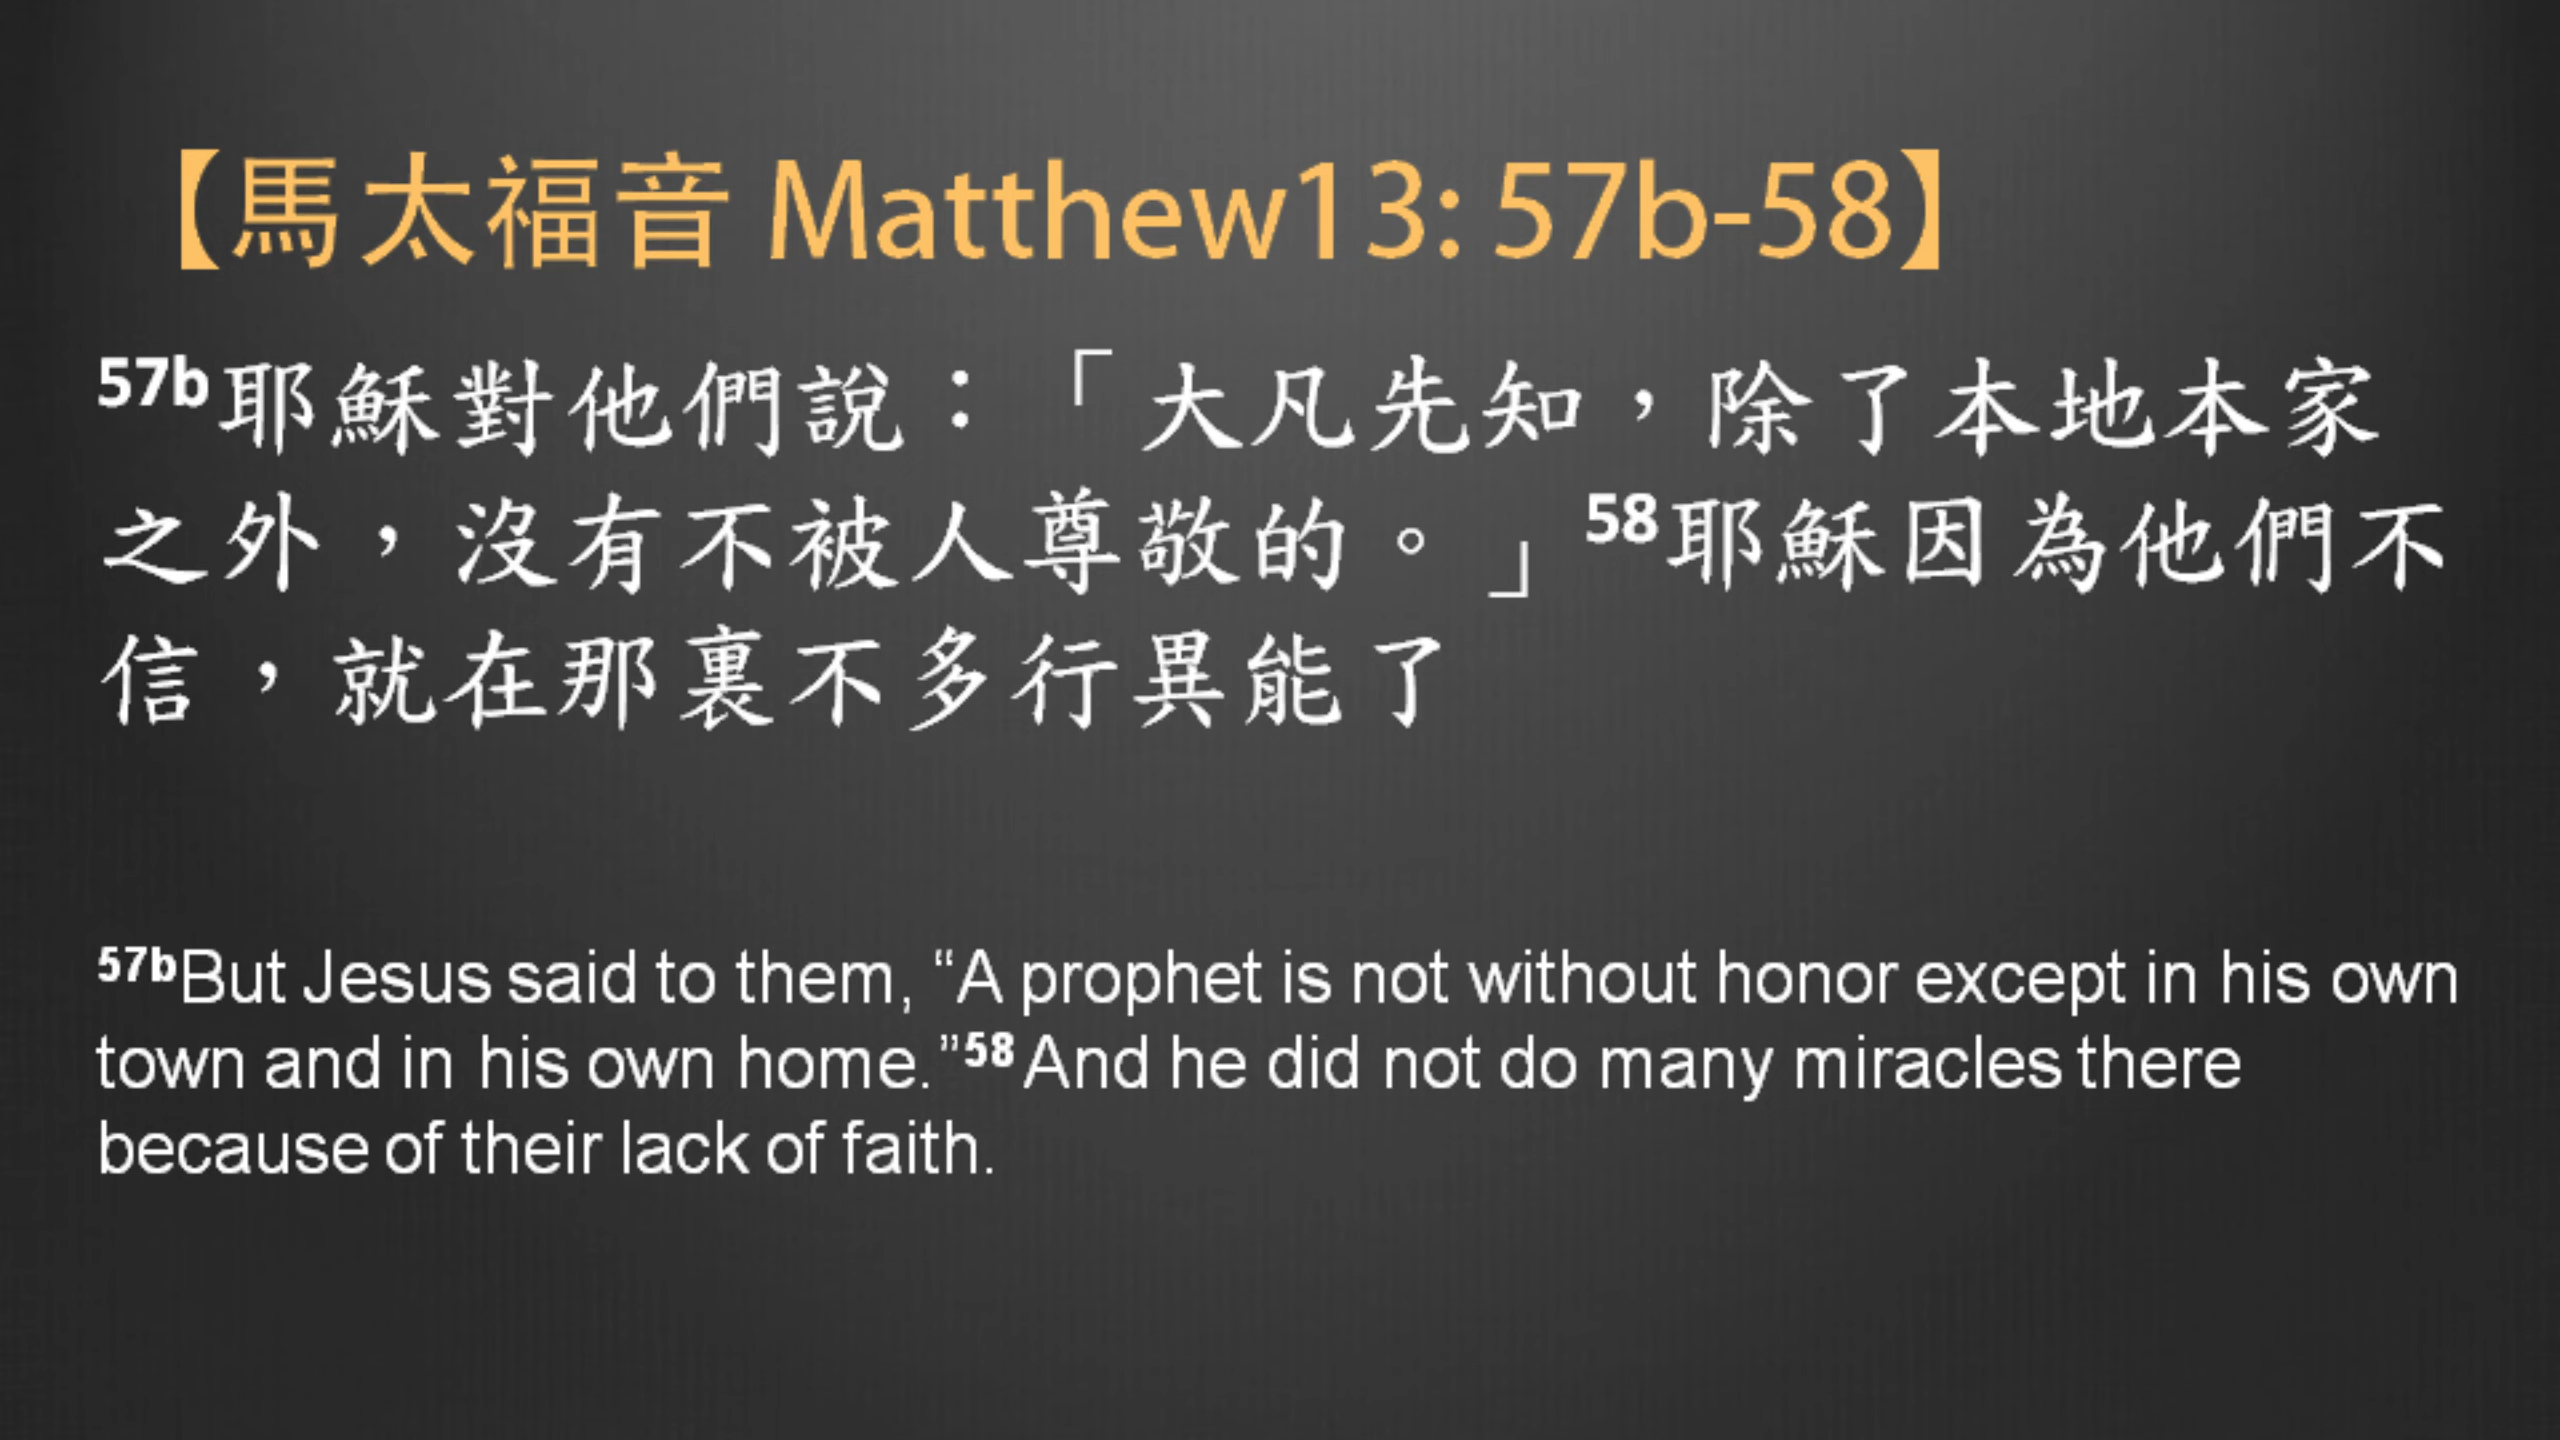 【馬太福音 Matthew13: 57b-58】
57b耶穌對他們說：「大凡先知，除了本地本家
之外，沒有不被人尊敬的。」58耶穌因為他們不
信，就在那裏不多行異能了
57bBut Jesus said to them, “A prophet is not without honor except in his own
town and in his own home.”58 And he did not do many miracles there
because of their lack of faith.